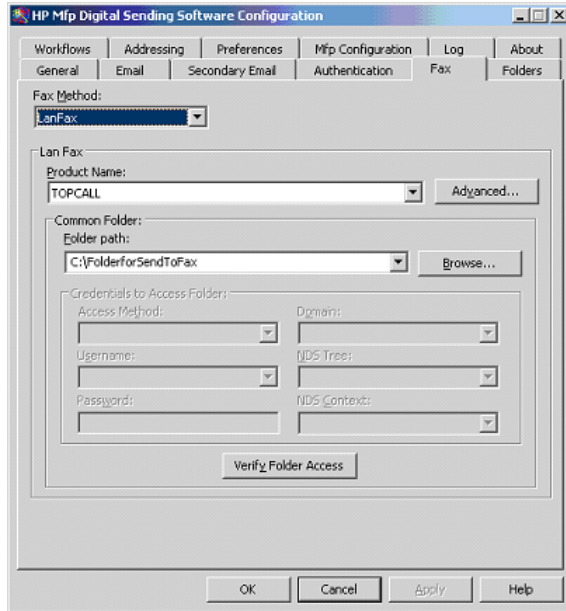 HP Mfp Digital Sending Software Configuration
Workflows Addressing Preferences Mfp Configuration Log About
General Email Secondary Email Authentication Fax Folders
Fax Method:
LanFax
Lan Fax
Product Name:
TOPCALL Advanced...
Common Folder:
Folder path:
C:\FolderforSendToFax Browse...
Credentials to Access Folder:
Access Method: Domain:
Username: NDS Tree:
Password: NDS Context:
Verify Folder Access
OK Cancel Apply Help